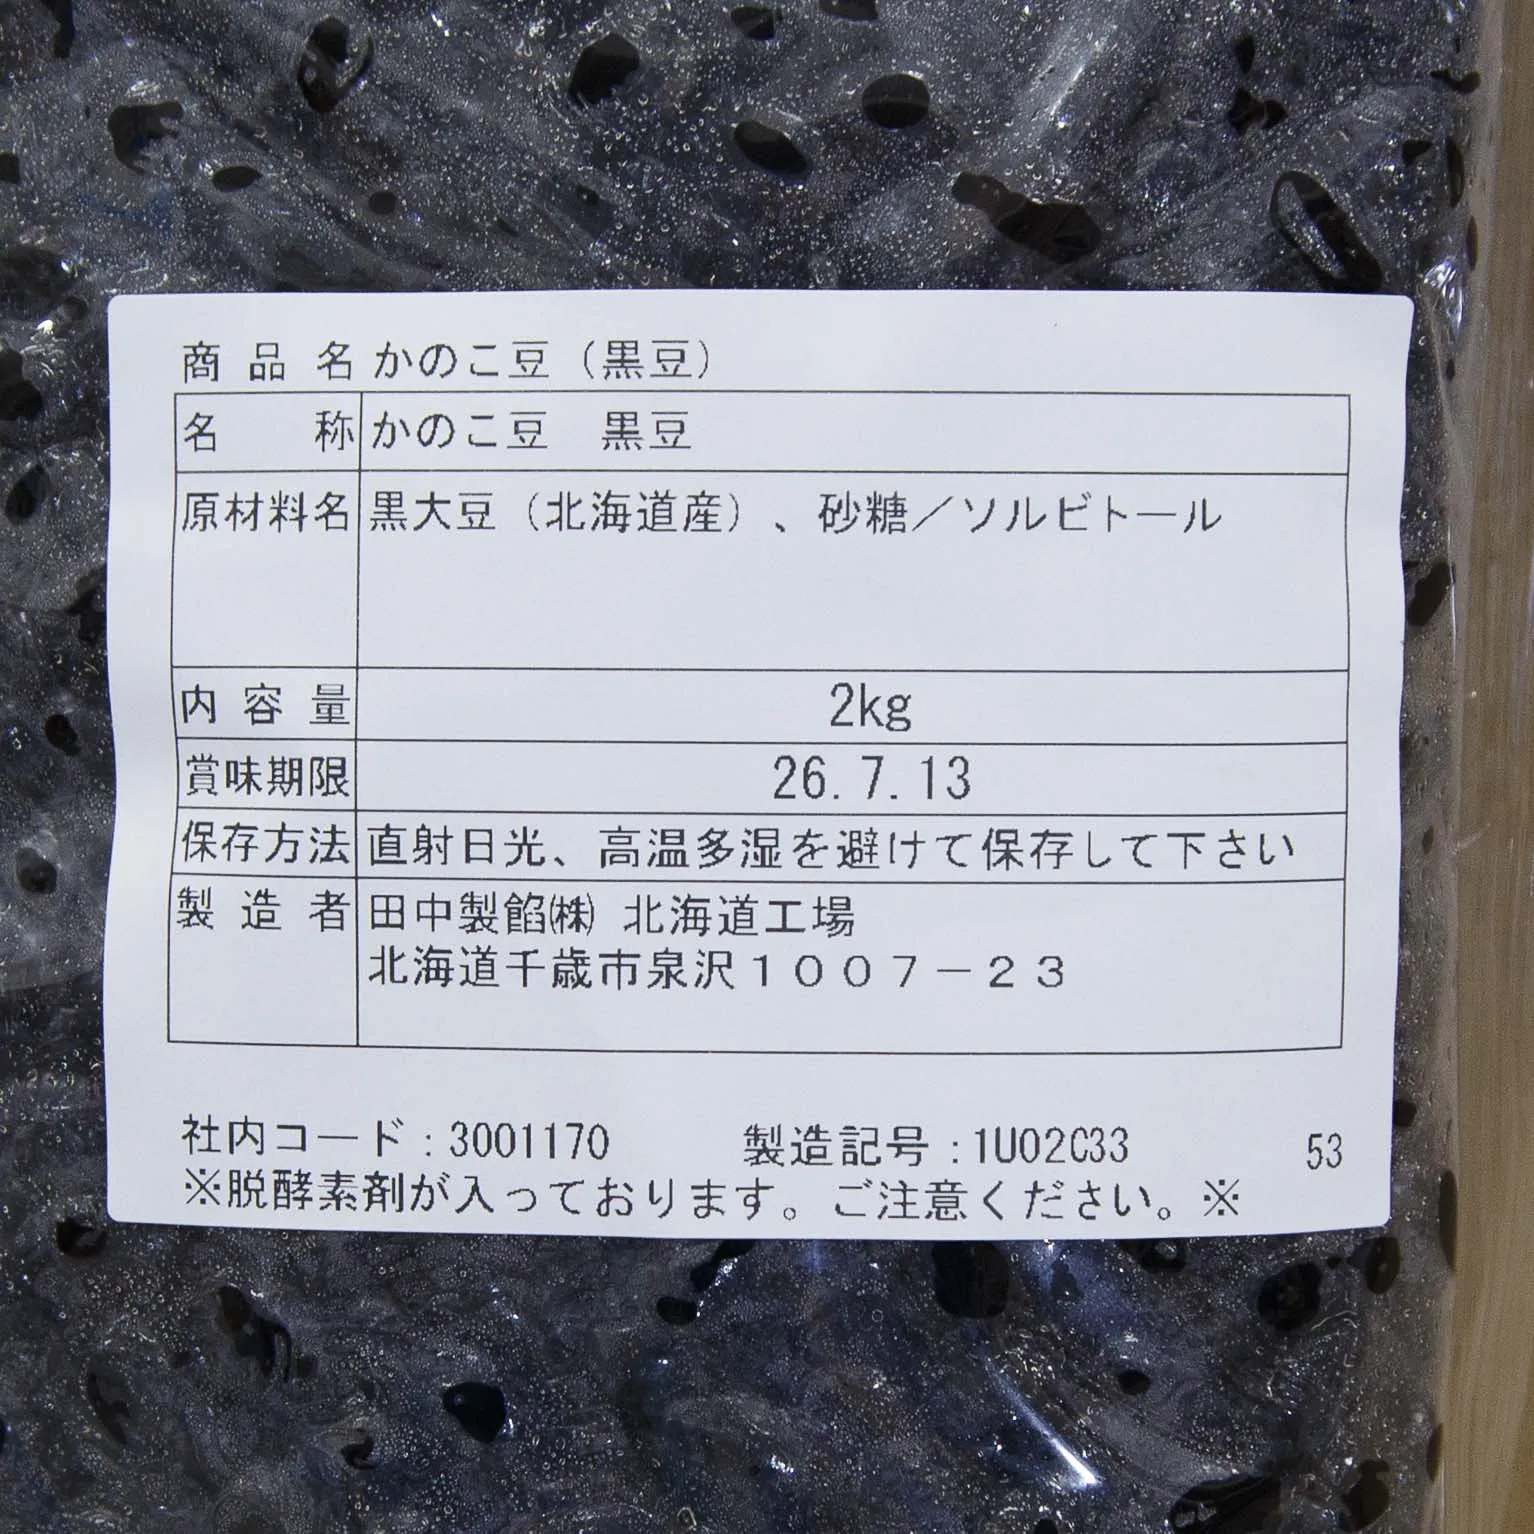 商品名 かのこ豆（黒豆）
名称 かのこ豆　黒豆
原材料名 黒大豆（北海道産）、砂糖／ソルビトール
内容量 2kg
賞味期限 26.7.13
保存方法 直射日光、高温多湿を避けて保存して下さい
製造者 田中製餡㈱ 北海道工場
北海道千歳市泉沢１００７－２３
社内コード:3001170 製造記号:1U02C33 53
※脱酵素剤が入っております。ご注意ください。※